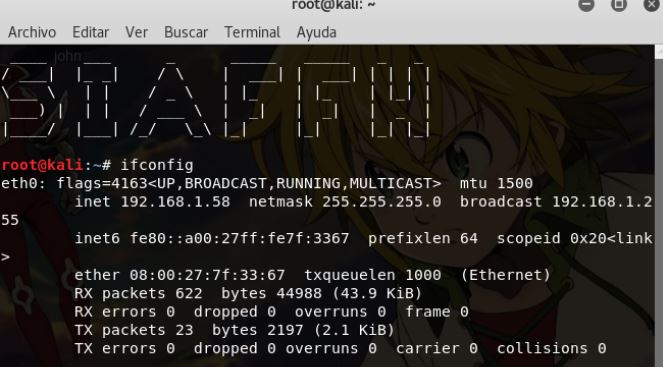 root@kali: ~
Archivo Editar Ver Buscar Terminal Ayuda
john
root@kali:~# ifconfig
eth0: flags=4163<UP,BROADCAST,RUNNING,MULTICAST>  mtu 1500
        inet 192.168.1.58  netmask 255.255.255.0  broadcast 192.168.1.2
55
        inet6 fe80::a00:27ff:fe7f:3367  prefixlen 64  scopeid 0x20<link
>
        ether 08:00:27:7f:33:67  txqueuelen 1000  (Ethernet)
        RX packets 622  bytes 44988 (43.9 KiB)
        RX errors 0  dropped 0  overruns 0  frame 0
        TX packets 23  bytes 2197 (2.1 KiB)
        TX errors 0  dropped 0 overruns 0  carrier 0  collisions 0